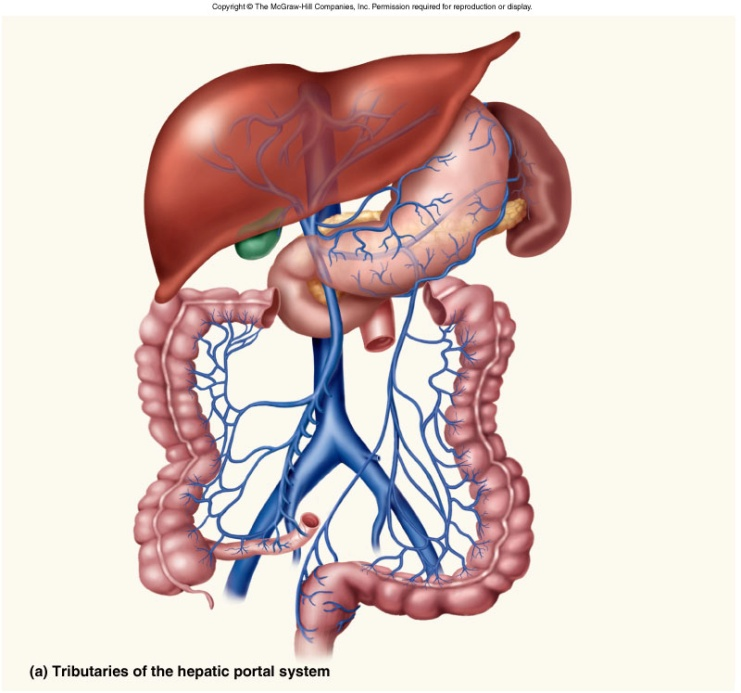 Copyright © The McGraw-Hill Companies, Inc. Permission required for reproduction or display.
(a) Tributaries of the hepatic portal system